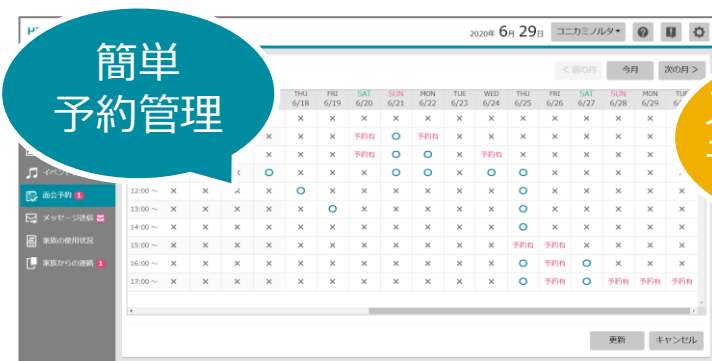 2020年 6月 29日 コニカミノルタ
簡単
予約管理
< 前の月 今月 次の月 >
THU FRI SAT SUN MON TUE WED THU FRI SAT SUN MON TUE
6/18 6/19 6/20 6/21 6/22 6/23 6/24 6/25 6/26 6/27 6/28 6/29
× × × × × × × × × × × × ×
× × × 予約有 ○ 予約有 × × × × × × ×
× × × 予約有 ○ ○ × 予約有 × × × × ×
○ × × × ○ ○ × ○ ○ × × × ×
面会予約 1
12:00 ~ × × × × ○ × × × × × × ○ × × × × ×
メッセージ送信
13:00 ~ × × × × × ○ × × × × × ○ × × × × ×
14:00 ~ × × × × × × × × × × × ○ × × × × ×
家族の使用状況
15:00 ~ × × × × × × × × × × × 予約有 予約有 × × × ×
家族からの連絡 1
16:00 ~ × × × × × × × × × × × ○ 予約有 ○ × × ×
17:00 ~ × × × × × × × × × × × ○ 予約有 ○ 予約有 予約有 予約有
更新 キャンセル